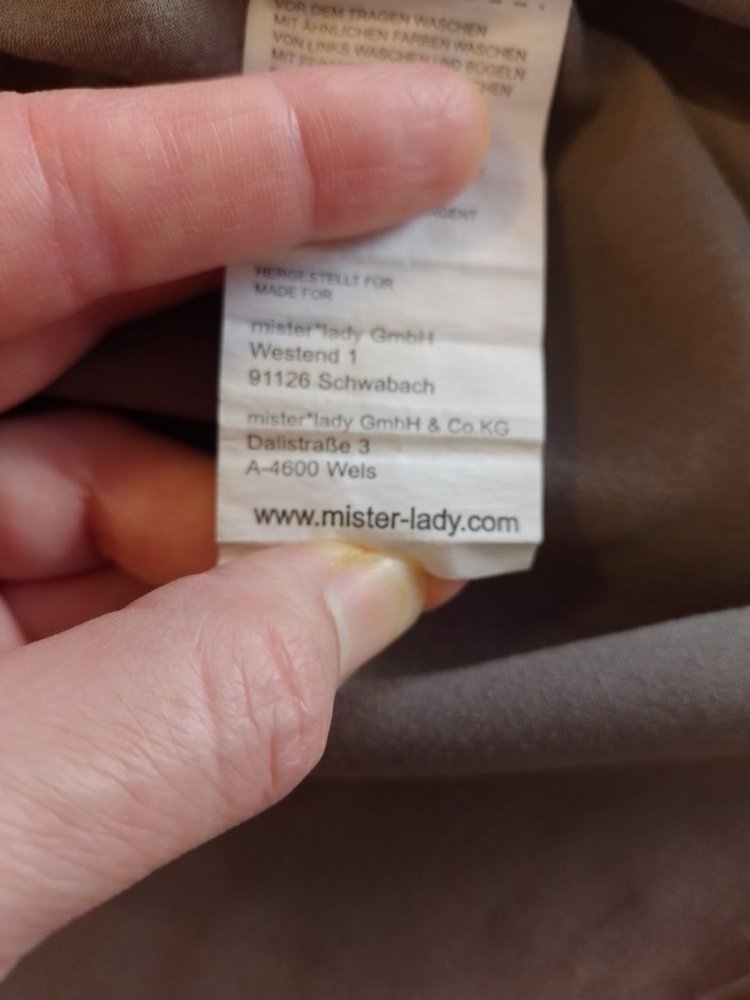 VOR DEM TRAGEN WASCHEN
MIT ÄHNLICHEN FARBEN WASCHEN
VON LINKS WASCHEN UND BÜGELN
MIT
HERGESTELLT FÜR
MADE FOR
mister*lady GmbH
Westend 1
91126 Schwabach
mister*lady GmbH & Co.KG
Dalistraße 3
A-4600 Wels
www.mister-lady.com